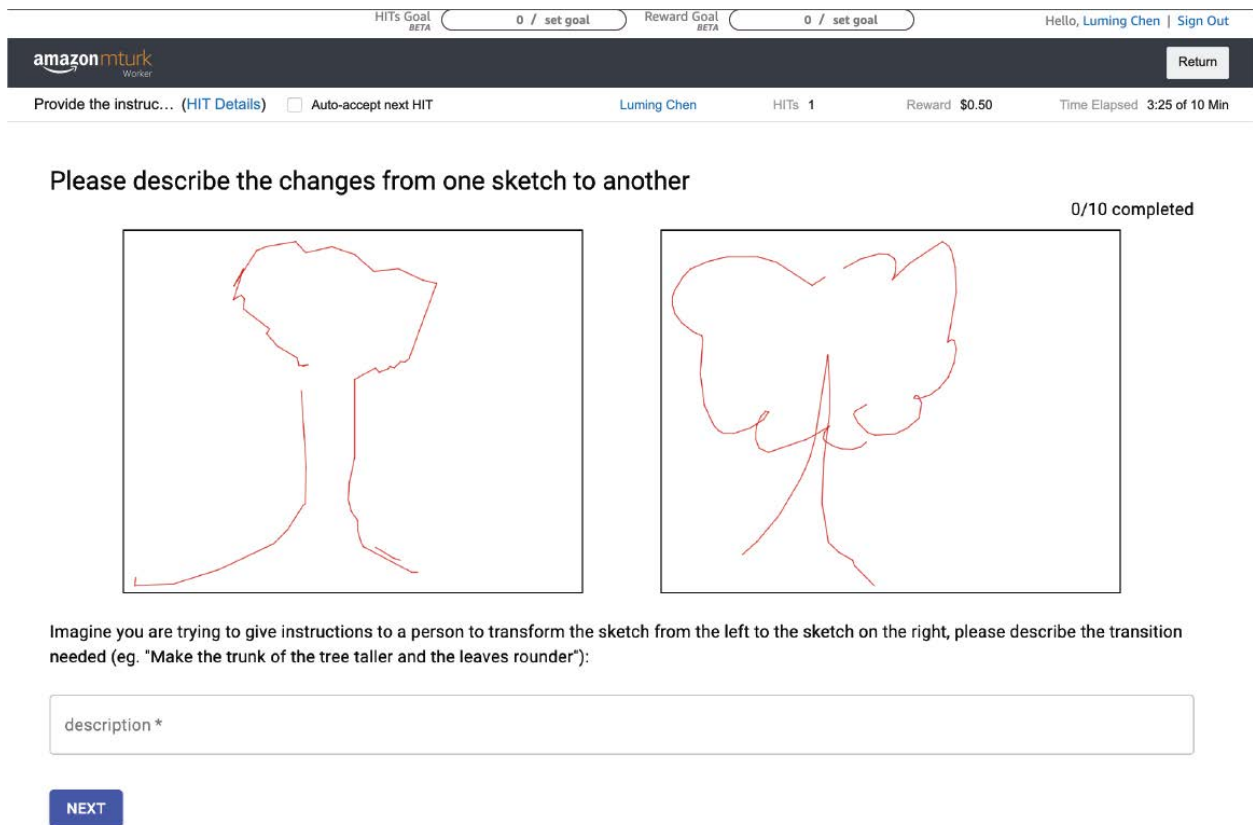 HITs Goal BETA 0 / set goal Reward Goal BETA 0 / set goal Hello, Luming Chen | Sign Out
amazonmturk
Worker
Return
Provide the instruc... (HIT Details) Auto-accept next HIT Luming Chen HITs 1 Reward $0.50 Time Elapsed 3:25 of 10 Min
Please describe the changes from one sketch to another
0/10 completed
Imagine you are trying to give instructions to a person to transform the sketch from the left to the sketch on the right, please describe the transition
needed (eg. "Make the trunk of the tree taller and the leaves rounder"):
description *
NEXT